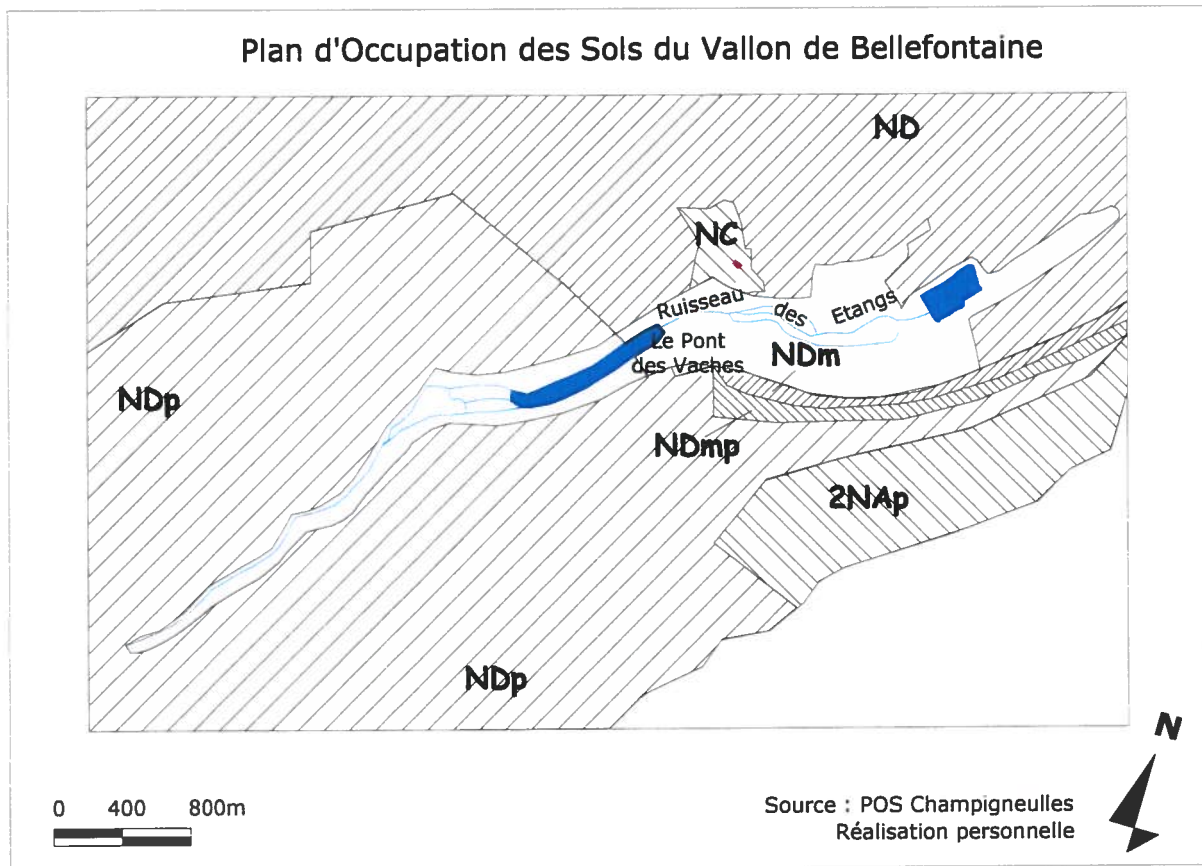 Plan d'Occupation des Sols du Vallon de Bellefontaine
ND
NC
Ruisseau des Etangs
Le Pont
des Vaches
NDm
NDp
NDmp
2NAp
NDp
N
0 400 800m
Source : POS Champigneulles
Réalisation personnelle